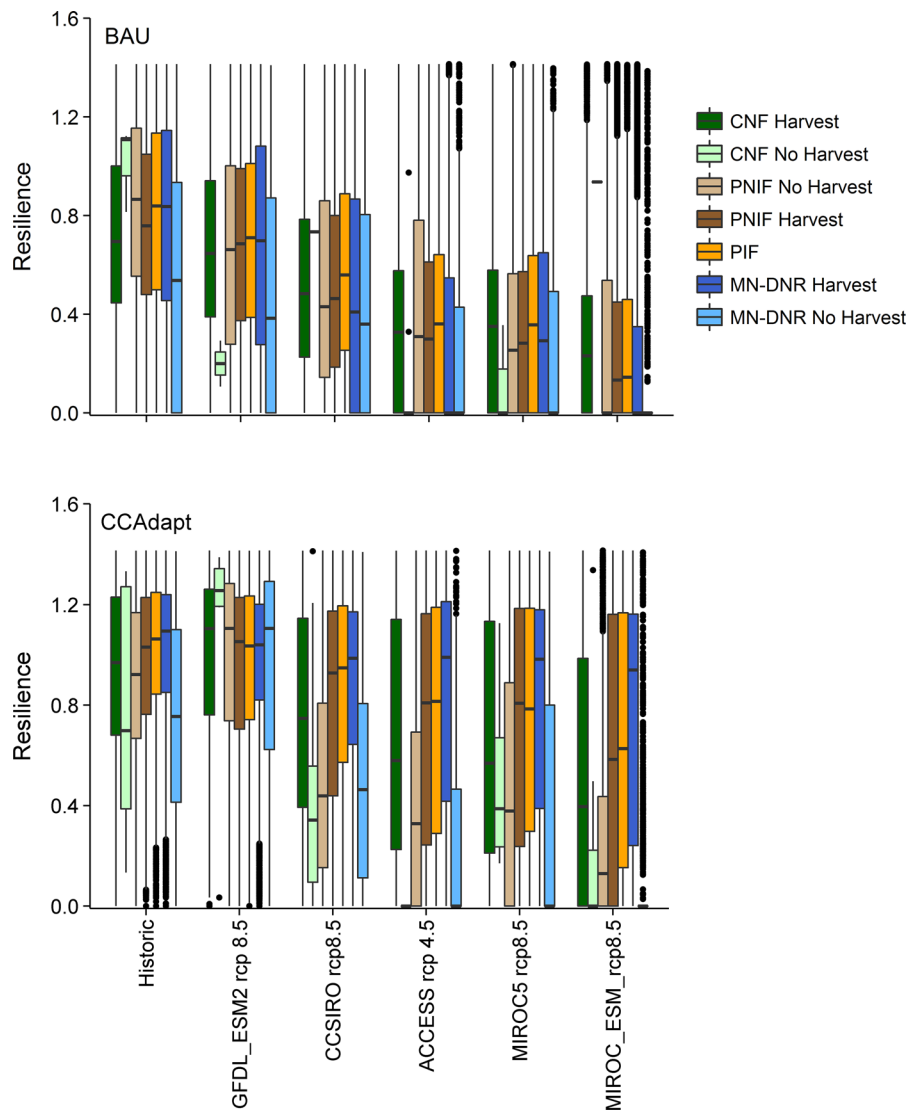 BAU
1.6
1.2
0.8
0.4
0.0
Resilience
CNF Harvest
CNF No Harvest
PNIF No Harvest
PNIF Harvest
PIF
MN-DNR Harvest
MN-DNR No Harvest
CCAdapt
1.6
1.2
0.8
0.4
0.0
Resilience
Historic
GFDL_ESM2 rcp 8.5
CCSIRO rcp8.5
ACCESS rcp 4.5
MIROC5 rcp8.5
MIROC_ESM_rcp8.5